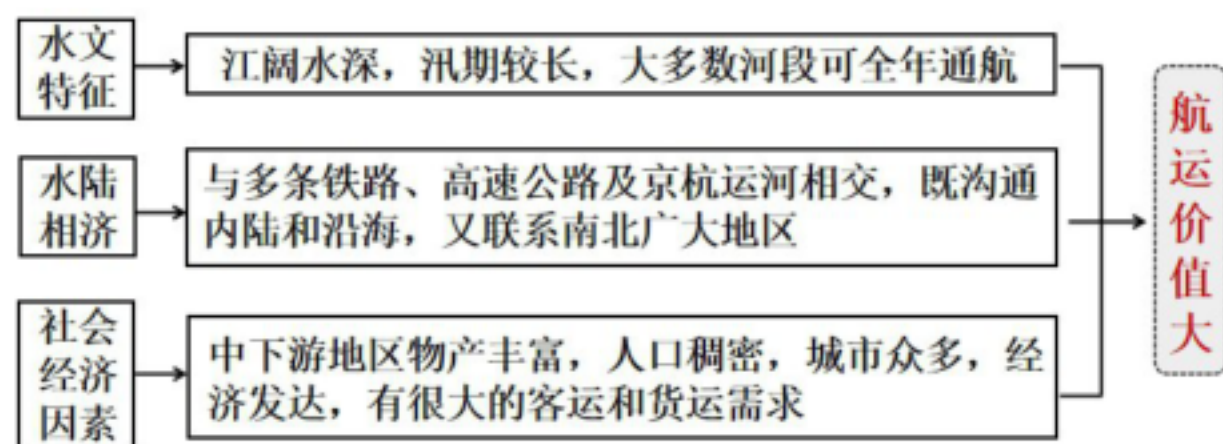 水文
特征
江阔水深，汛期较长，大多数河段可全年通航
水陆
相济
与多条铁路、高速公路及京杭运河相交，既沟通
内陆和沿海，又联系南北广大地区
社会
经济
因素
中下游地区物产丰富，人口稠密，城市众多，经
济发达，有很大的客运和货运需求
航
运
价
值
大